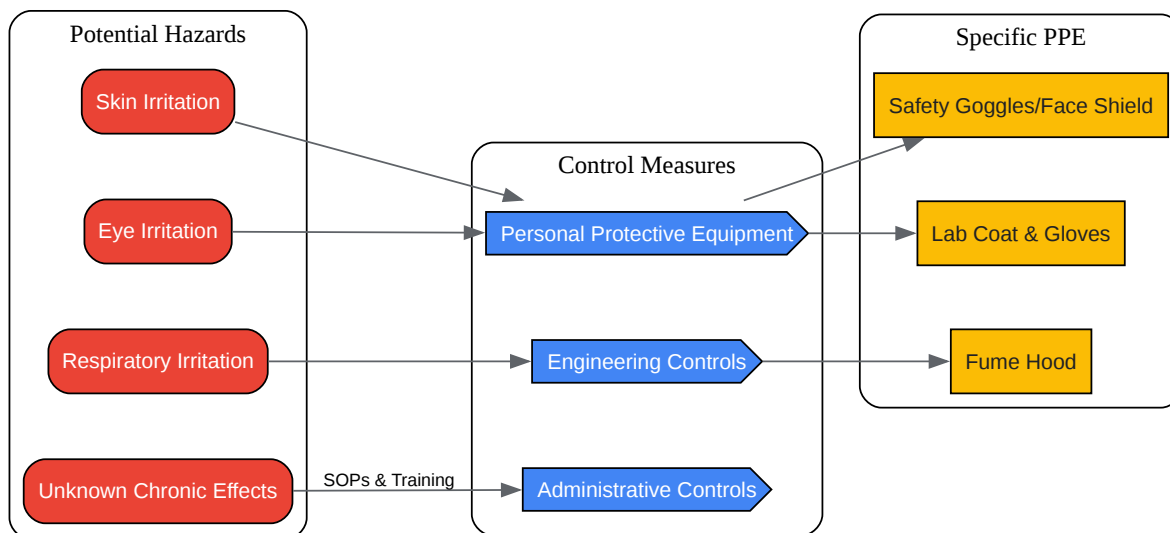 Potential Hazards
Skin Irritation
Eye Irritation
Respiratory Irritation
Unknown Chronic Effects
SOPs & Training
Control Measures
Personal Protective Equipment
Engineering Controls
Administrative Controls
Specific PPE
Safety Goggles/Face Shield
Lab Coat & Gloves
Fume Hood